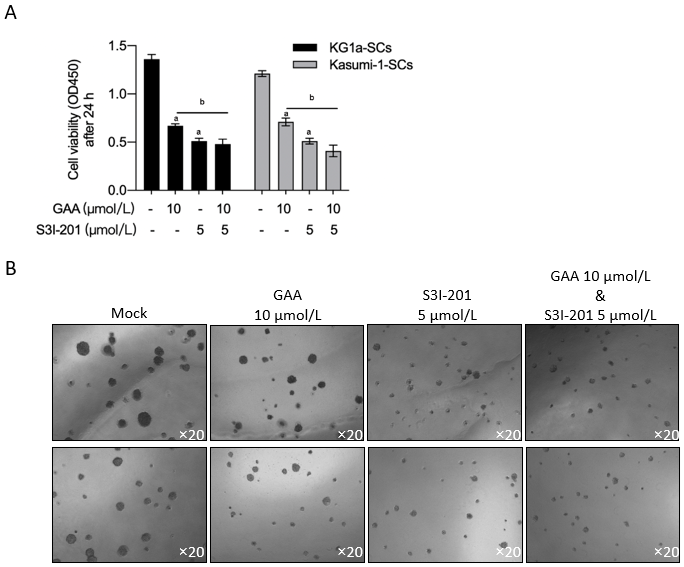 A
KG1a-SCs
Kasumi-1-SCs
Cell viability (OD450)
after 24 h
1.5
1.0
0.5
0.0
b
a
a
b
a
a
GAA (μmol/L) - 10 - 10 - 10 - 10
S3I-201 (μmol/L) - - 5 5 - - 5 5
B
Mock
GAA
10 μmol/L
S3I-201
5 μmol/L
GAA 10 μmol/L
&
S3I-201 5 μmol/L
×20 ×20 ×20 ×20
×20 ×20 ×20 ×20